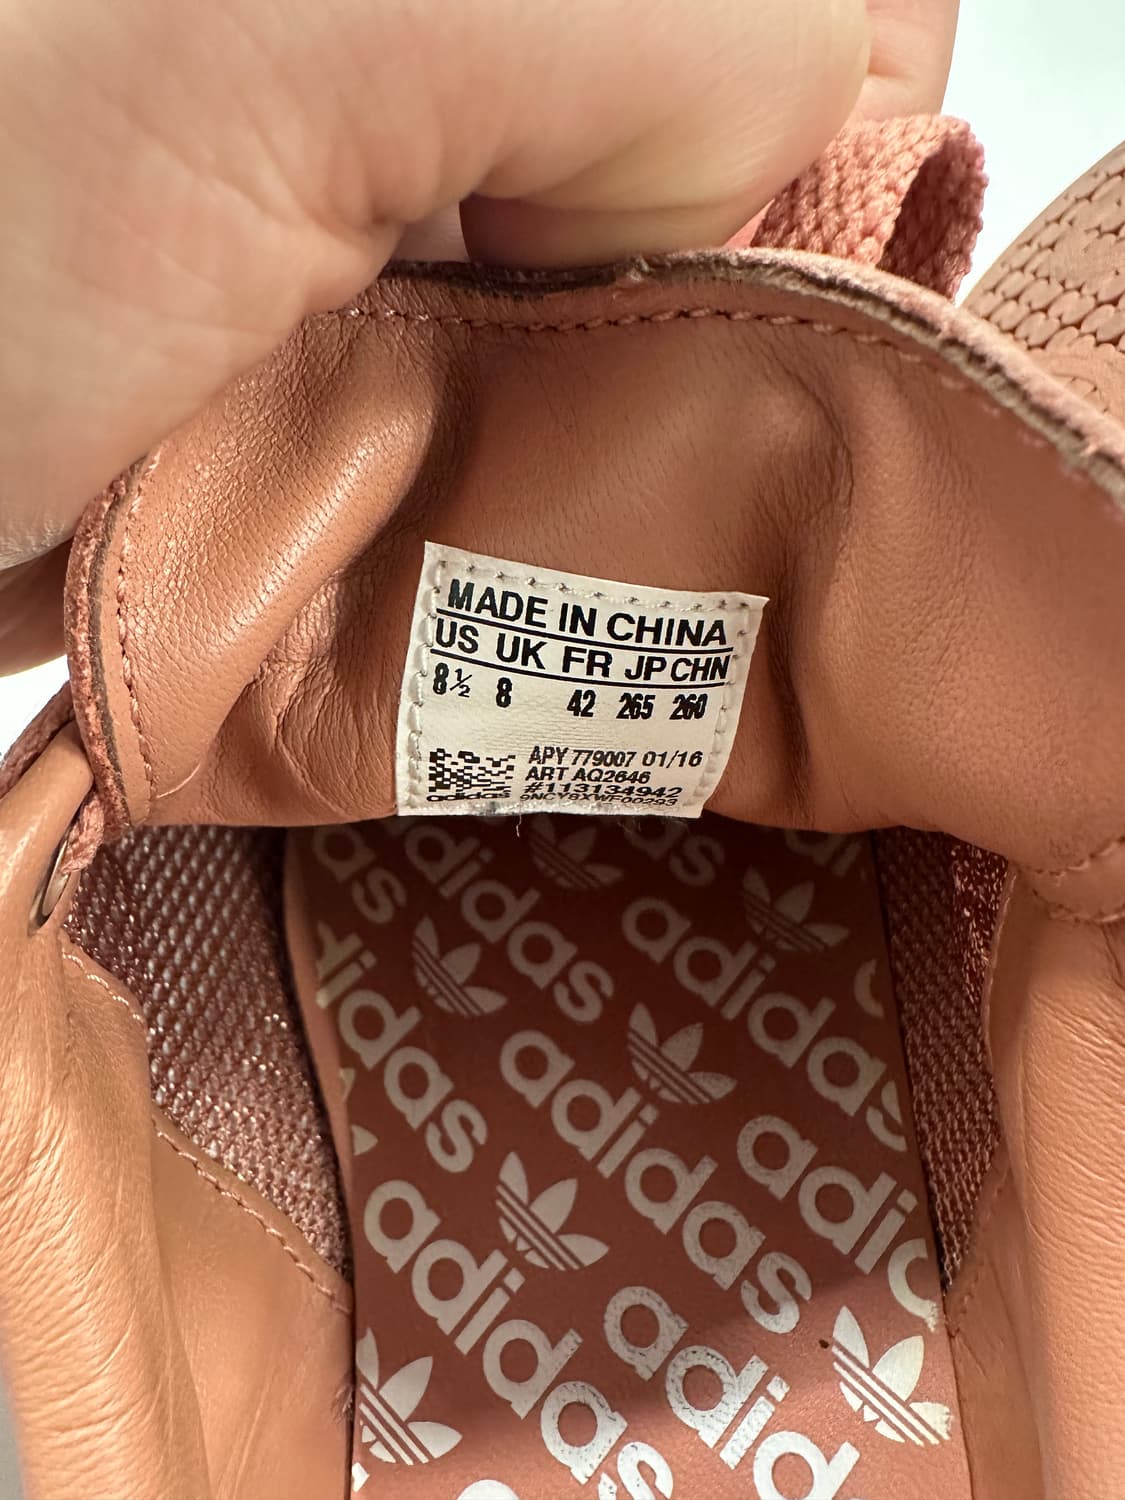 MADE IN CHINA
US UK FR JP CHN
8½ 8 42 265 260
APY 779007 01/16
ART AQ2646
#113134942
adidas
adidas
adidas
adidas
adidas
adidas
adidas